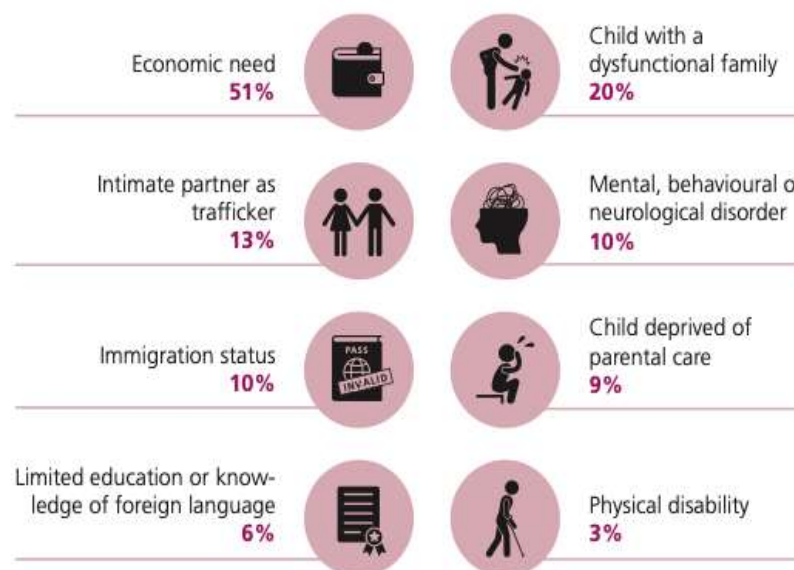 Economic need
51%
Child with a
dysfunctional family
20%
Intimate partner as
trafficker
13%
Mental, behavioural o
neurological disorder
10%
Immigration status
10%
PASS
INVALID
Child deprived of
parental care
9%
Limited education or know-
ledge of foreign language
6%
Physical disability
3%